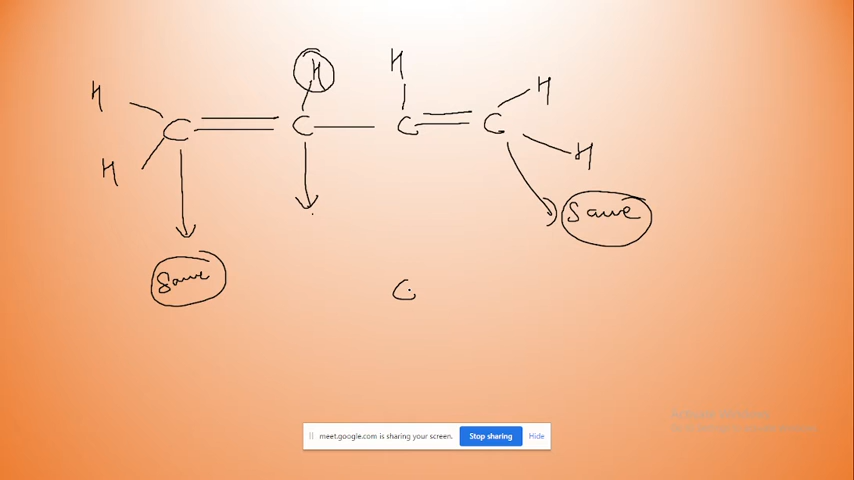 H H
H H
C = C — C = C
H H
Same
Same C
meet.google.com is sharing your screen. Stop sharing Hide